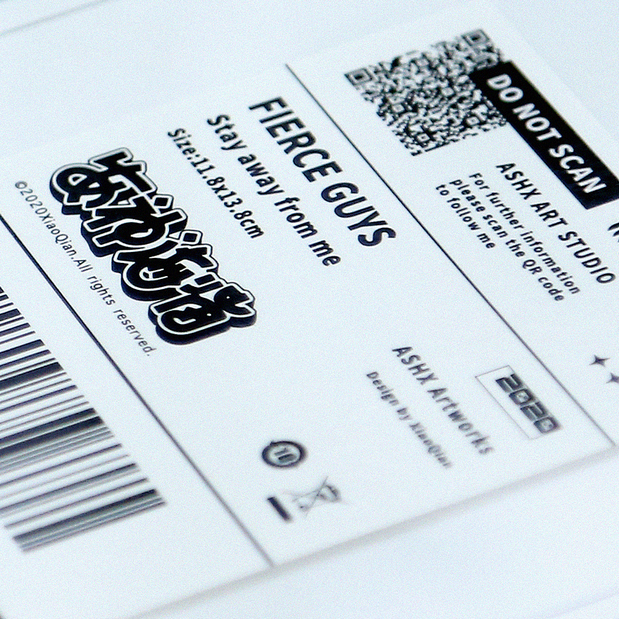 DO NOT SCAN
ASHX ART STUDIO
For further information
please scan the QR code
to follow me
FIERCE GUYS
Stay away from me
Size:11.8x13.8cm
©2020XiaoQian.All rights reserved.
2020
ASHX Artworks
Design by XiaoQian